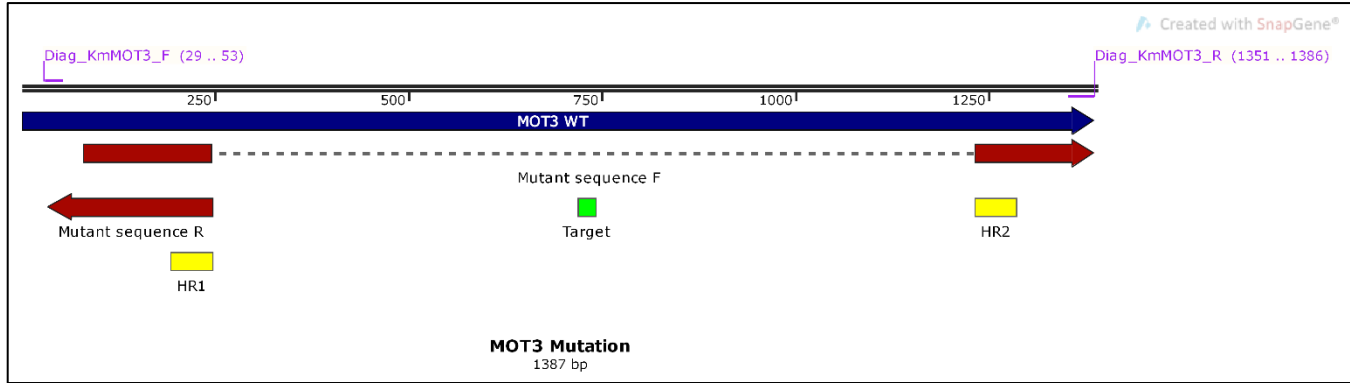 Created with SnapGene®
Diag_KmMOT3_F (29 .. 53)
Diag_KmMOT3_R (1351 .. 1386)
250 500 750 1000 1250
MOT3 WT
Mutant sequence F
Mutant sequence R
Target
HR2
HR1
MOT3 Mutation
1387 bp